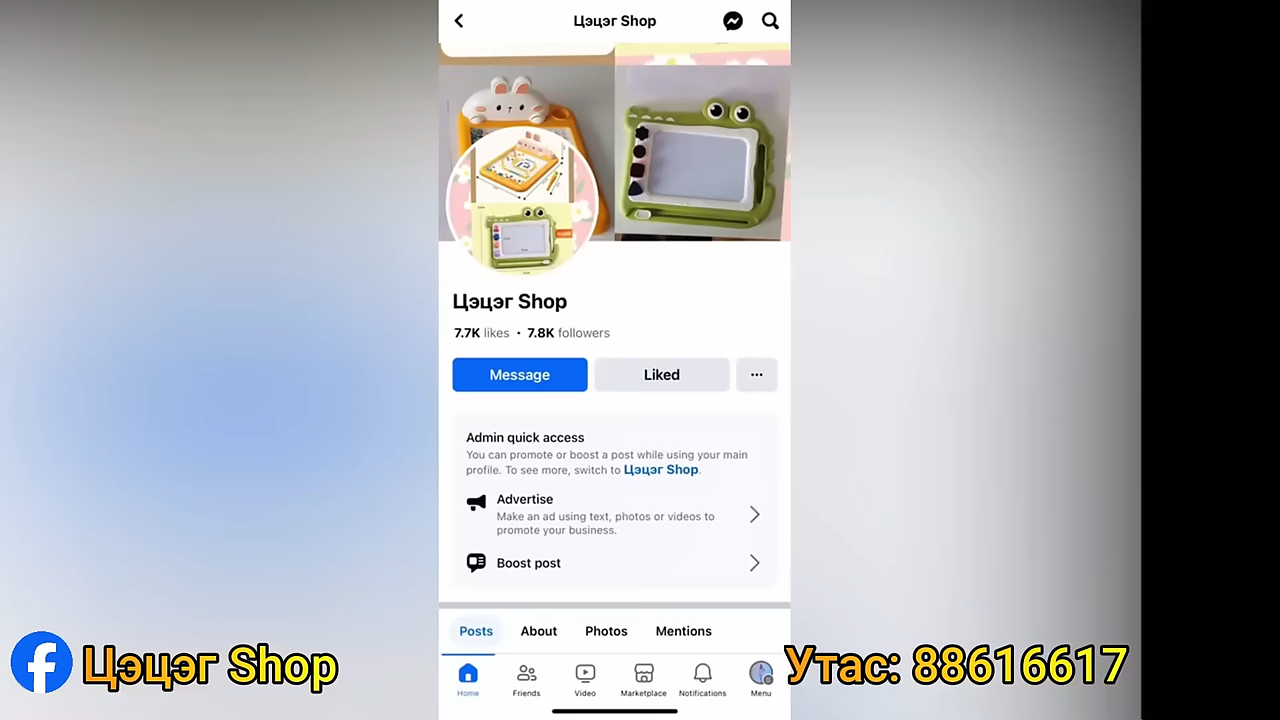 Цэцэг Shop
Цэцэг Shop
7.7K likes • 7.8K followers
Message
Liked
Admin quick access
You can promote or boost a post while using your main
profile. To see more, switch to Цэцэг Shop.
Advertise
Make an ad using text, photos or videos to
promote your business.
Boost post
Posts
About
Photos
Mentions
Home
Friends
Video
Marketplace
Notifications
Menu
Цэцэг Shop
Утас: 88616617